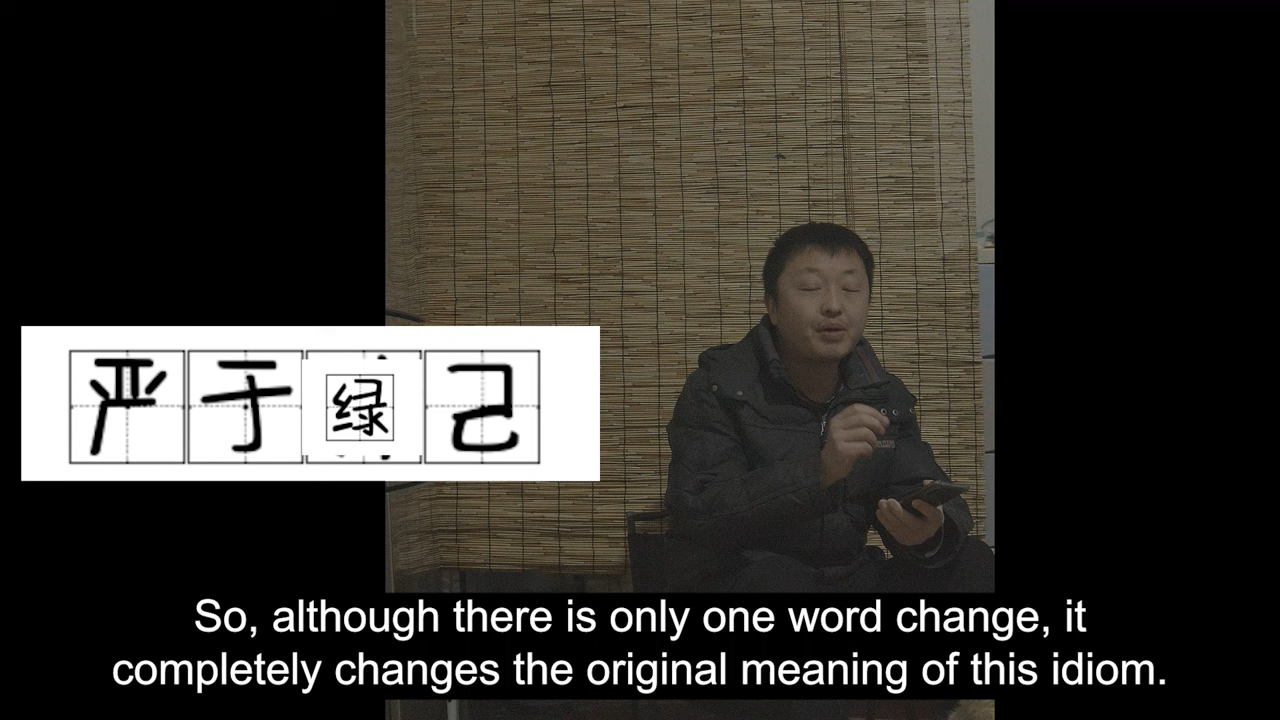 严于绿己
So, although there is only one word change, it
completely changes the original meaning of this idiom.